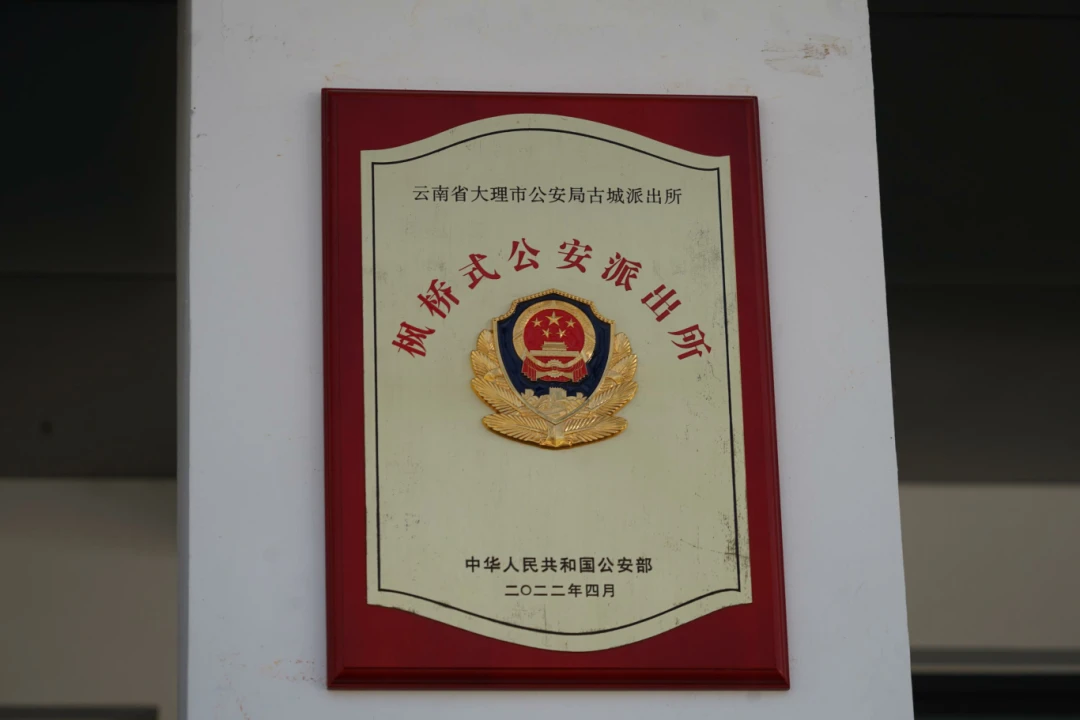 云南省大理市公安局古城派出所
枫桥式公安派出所
中华人民共和国公安部
二〇二二年四月